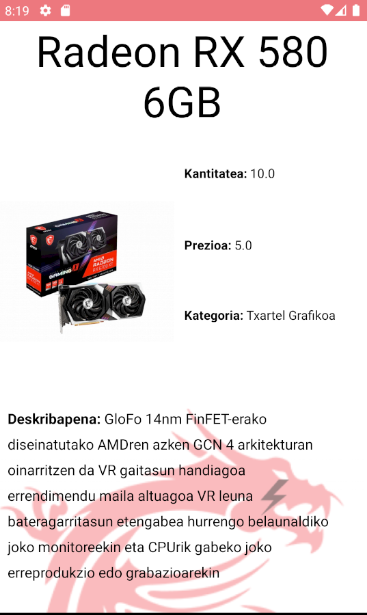 8:19
Radeon RX 580
6GB
Kantitatea: 10.0
Prezioa: 5.0
Kategoria: Txartel Grafikoa
Deskribapena: GloFo 14nm FinFET-erako
diseinatutako AMDren azken GCN 4 arkitekturan
oinarritzen da VR gaitasun handiagoa
errendimendu maila altuagoa VR leuna
bateragarritasun etengabea hurrengo belaunaldiko
joko monitoreekin eta CPUrik gabeko joko
erreprodukzio edo grabazioarekin